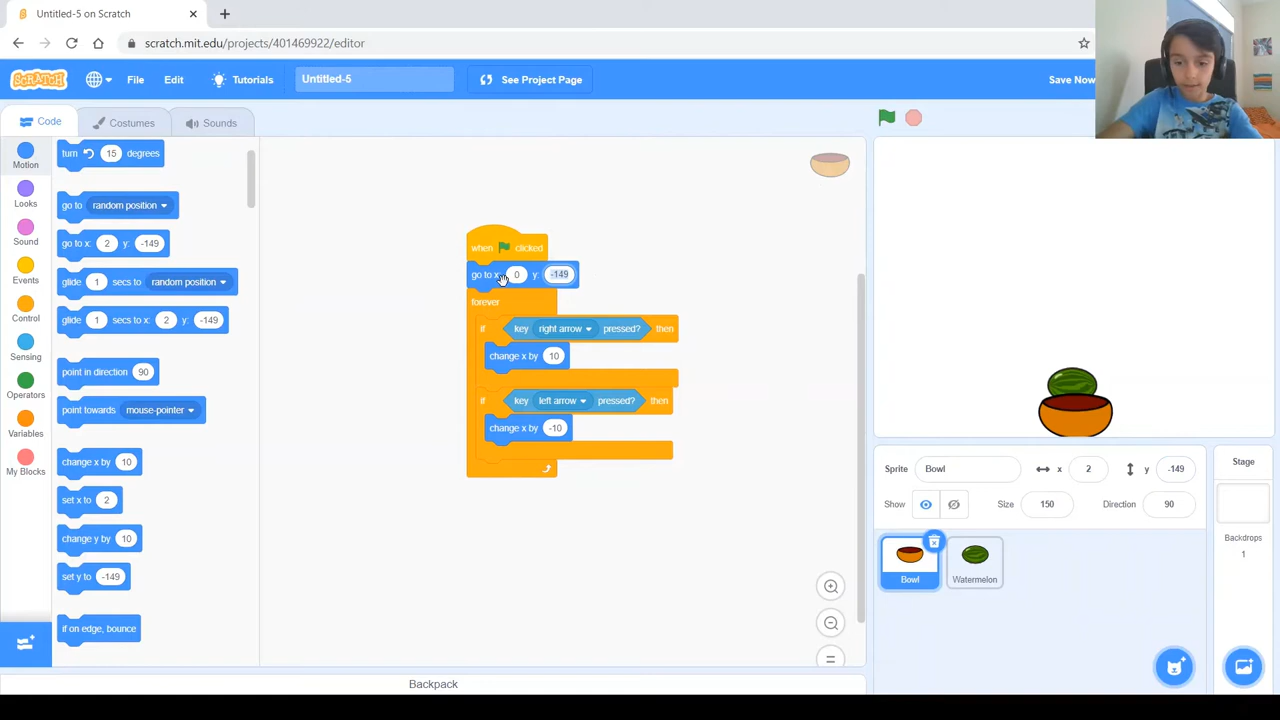 Untitled-5 on Scratch
scratch.mit.edu/projects/401469922/editor
SCRATCH
File
Edit
Tutorials
Untitled-5
See Project Page
Save Now
Code
Costumes
Sounds
Motion
Looks
Sound
Events
Control
Sensing
Operators
Variables
My Blocks
turn 15 degrees
go to random position
go to x: 2 y: -149
glide 1 secs to random position
glide 1 secs to x: 2 y: -149
point in direction 90
point towards mouse-pointer
change x by 10
set x to 2
change y by 10
set y to -149
if on edge, bounce
when clicked
go to x: 0 y: -149
forever
if key right arrow pressed? then
change x by 10
if key left arrow pressed? then
change x by -10
Sprite Bowl x 2 y -149
Show Size 150 Direction 90
Bowl
Watermelon
Stage
Backdrops
1
Backpack